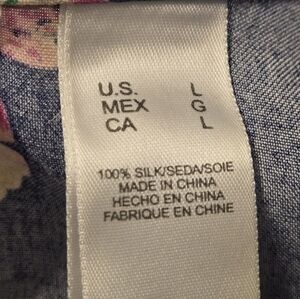 U.S. L
MEX G
CA L
100% SILK/SEDA/SOIE
MADE IN CHINA
HECHO EN CHINA
FABRIQUE EN CHINE